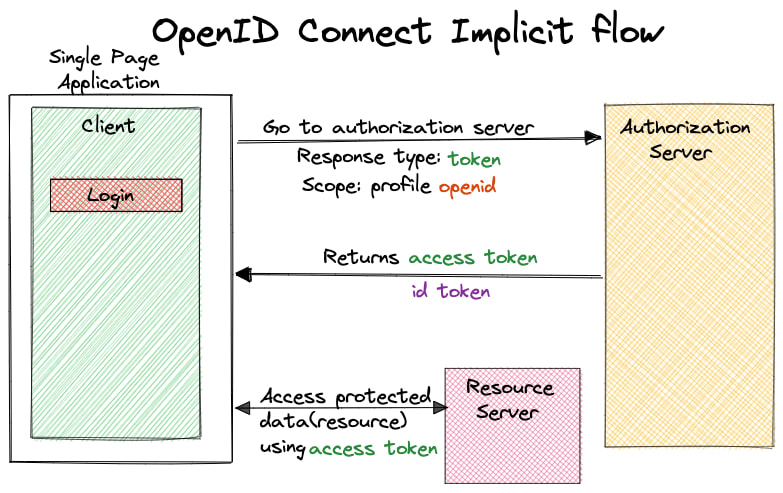 OpenID Connect Implicit flow
Single Page
Application
Client
Login
Go to authorization server
Response type: token
Scope: profile openid
Authorization
Server
Returns access token
id token
Access protected
data(resource)
using access token
Resource
Server